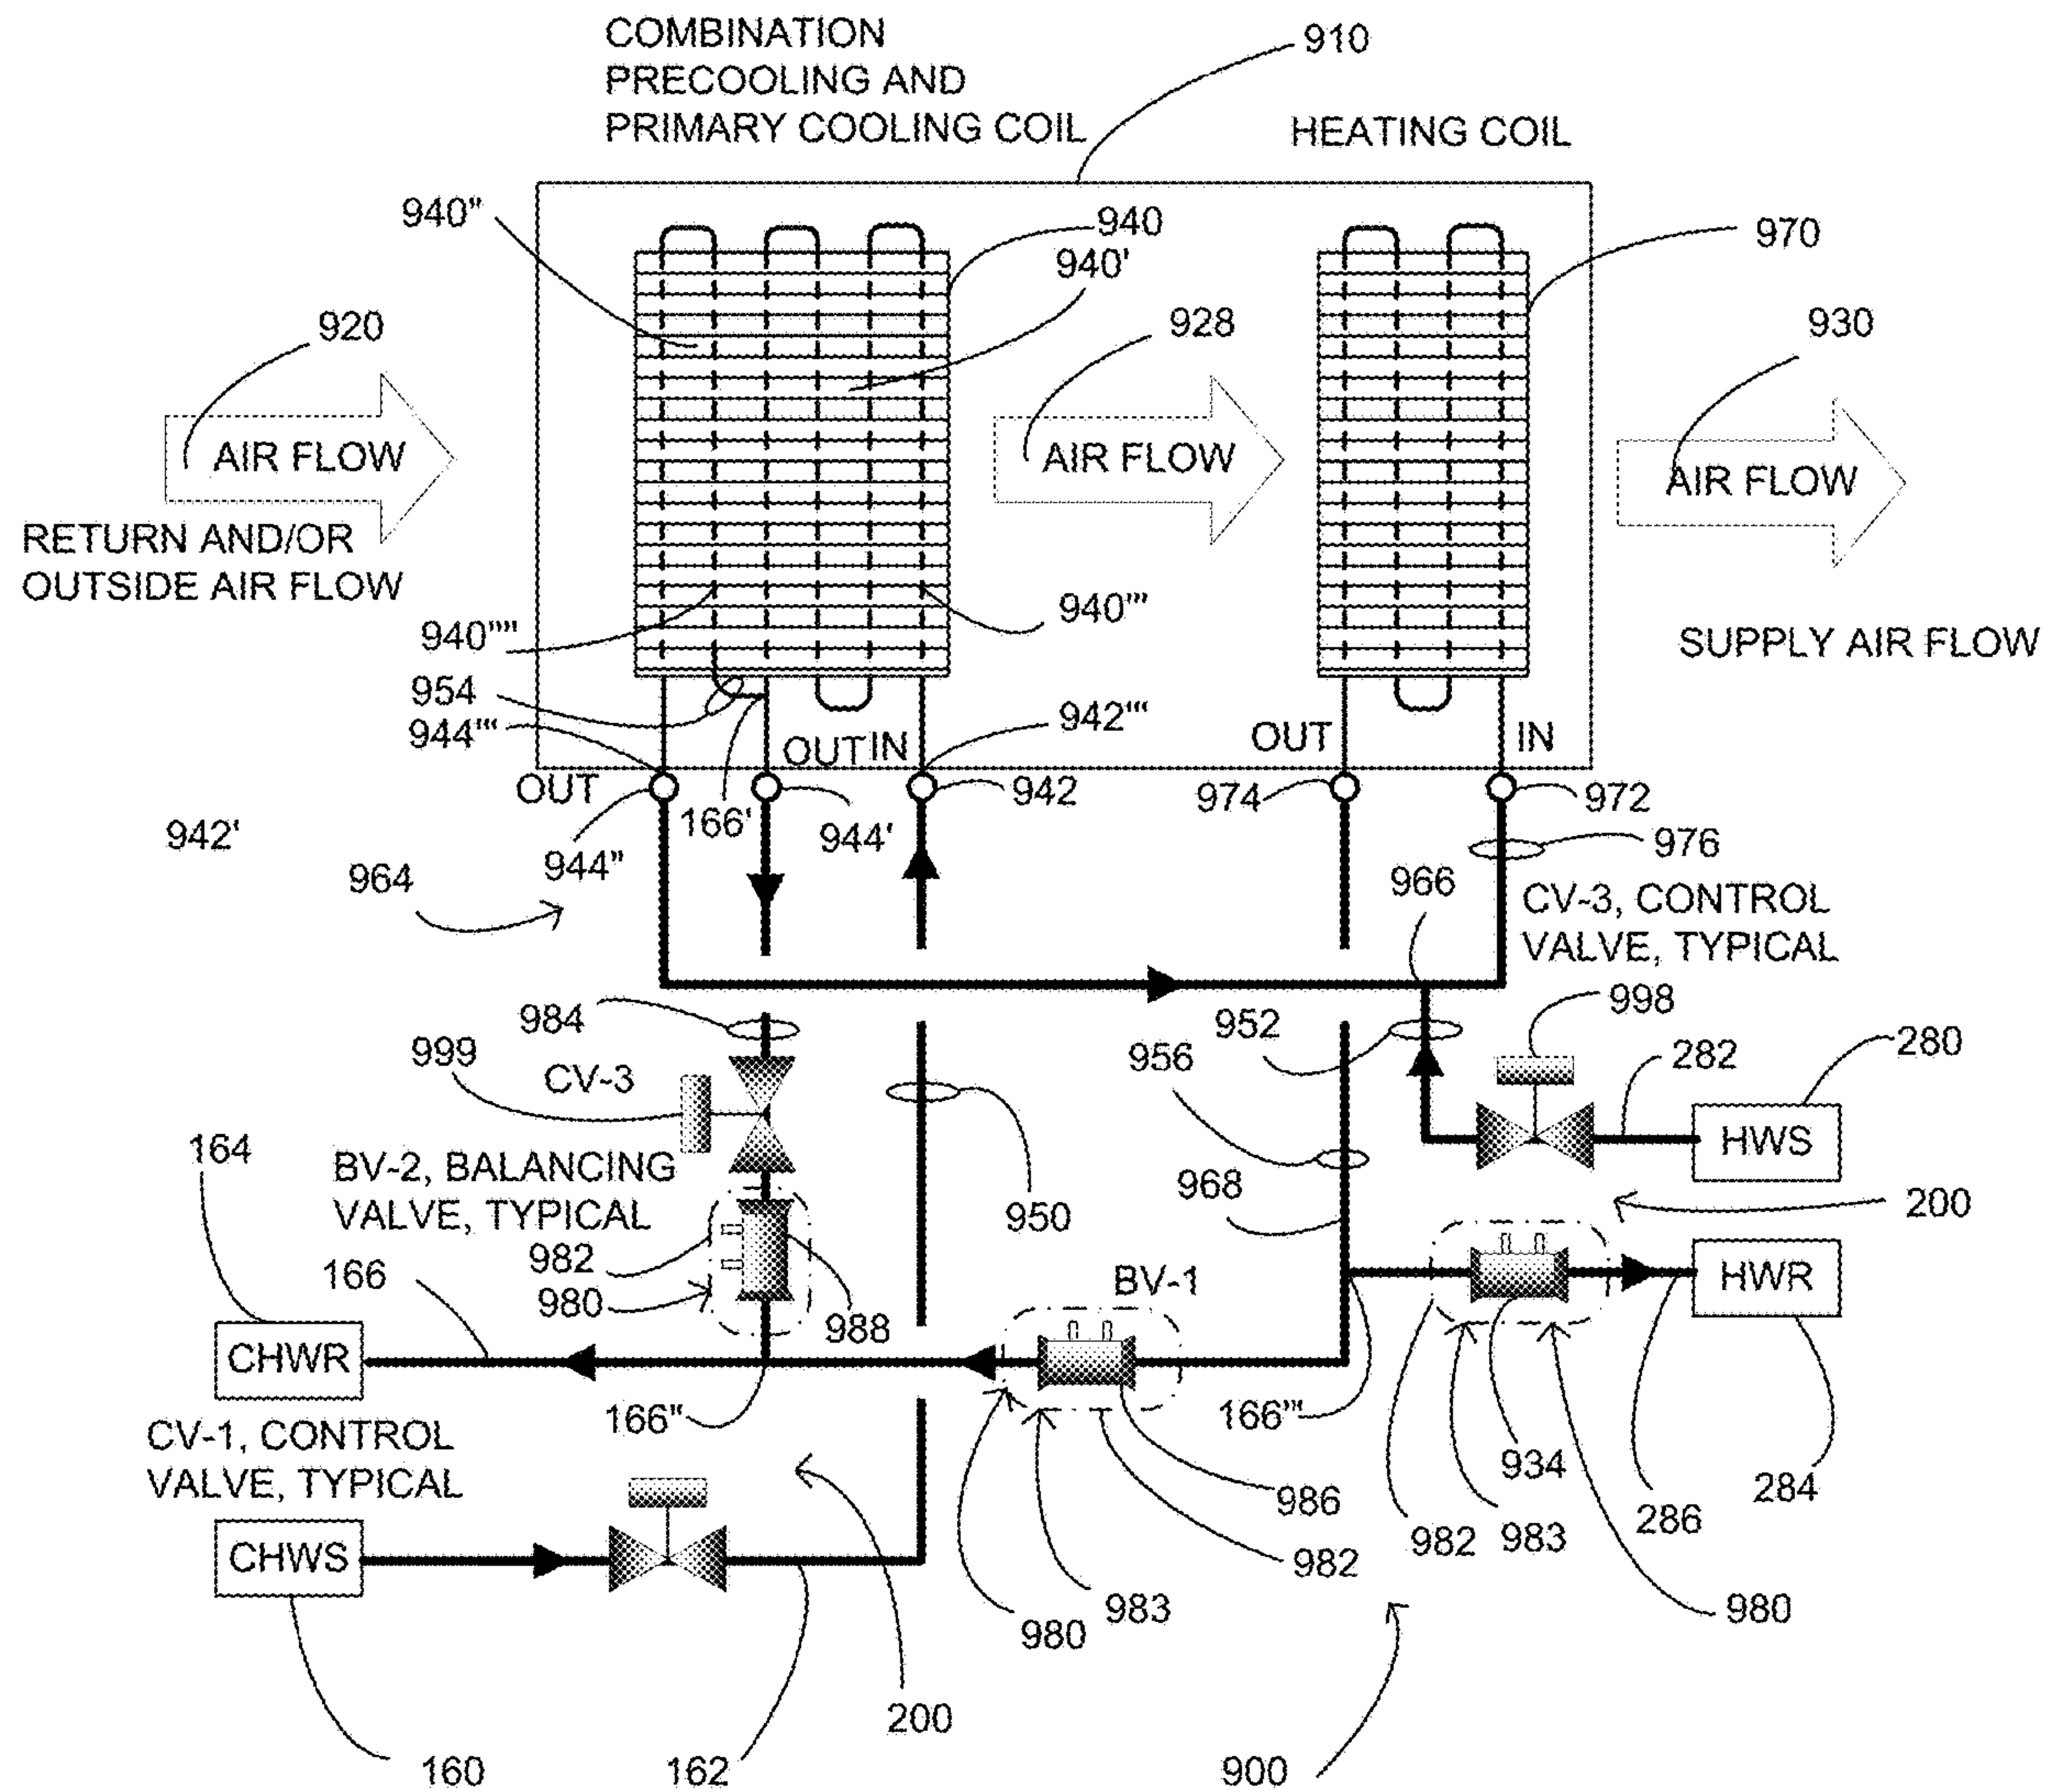 COMBINATION
PRECOOLING AND
PRIMARY COOLING COIL
910
HEATING COIL
940"
940
940'
970
920
928
930
AIR FLOW
AIR FLOW
AIR FLOW
RETURN AND/OR
OUTSIDE AIR FLOW
940""
940'"
SUPPLY AIR FLOW
954
944'"
OUT
IN
942'"
OUT
IN
OUT
942
974
972
942'
166'
944'
944"
976
964
966
CV-3, CONTROL
VALVE, TYPICAL
984
952
998
999
CV-3
956
282
280
HWS
164
BV-2, BALANCING
VALVE, TYPICAL
968
950
200
982
166
980
988
BV-1
HWR
CHWR
166"
166'"
CV-1, CONTROL
VALVE, TYPICAL
934
986
284
286
982
983
CHWS
982
983
980
980
200
160
162
900